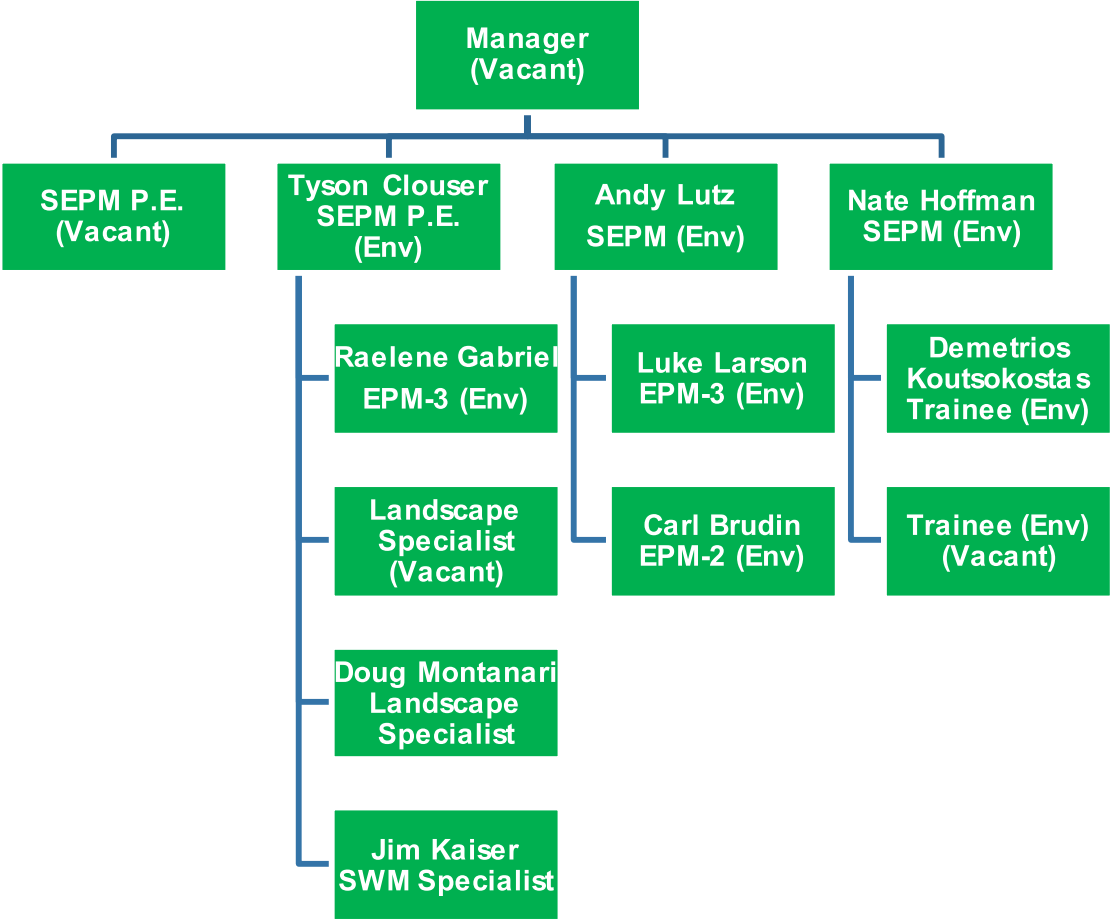 Manager
(Vacant)
SEPM P.E.
(Vacant)
Tyson Clouser
SEPM P.E.
(Env)
Andy Lutz
SEPM (Env)
Nate Hoffman
SEPM (Env)
Raelene Gabriel
EPM-3 (Env)
Landscape
Specialist
(Vacant)
Doug Montanari
Landscape
Specialist
Jim Kaiser
SWM Specialist
Luke Larson
EPM-3 (Env)
Carl Brudin
EPM-2 (Env)
Demetrios
Koutsokostas
Trainee (Env)
Trainee (Env)
(Vacant)